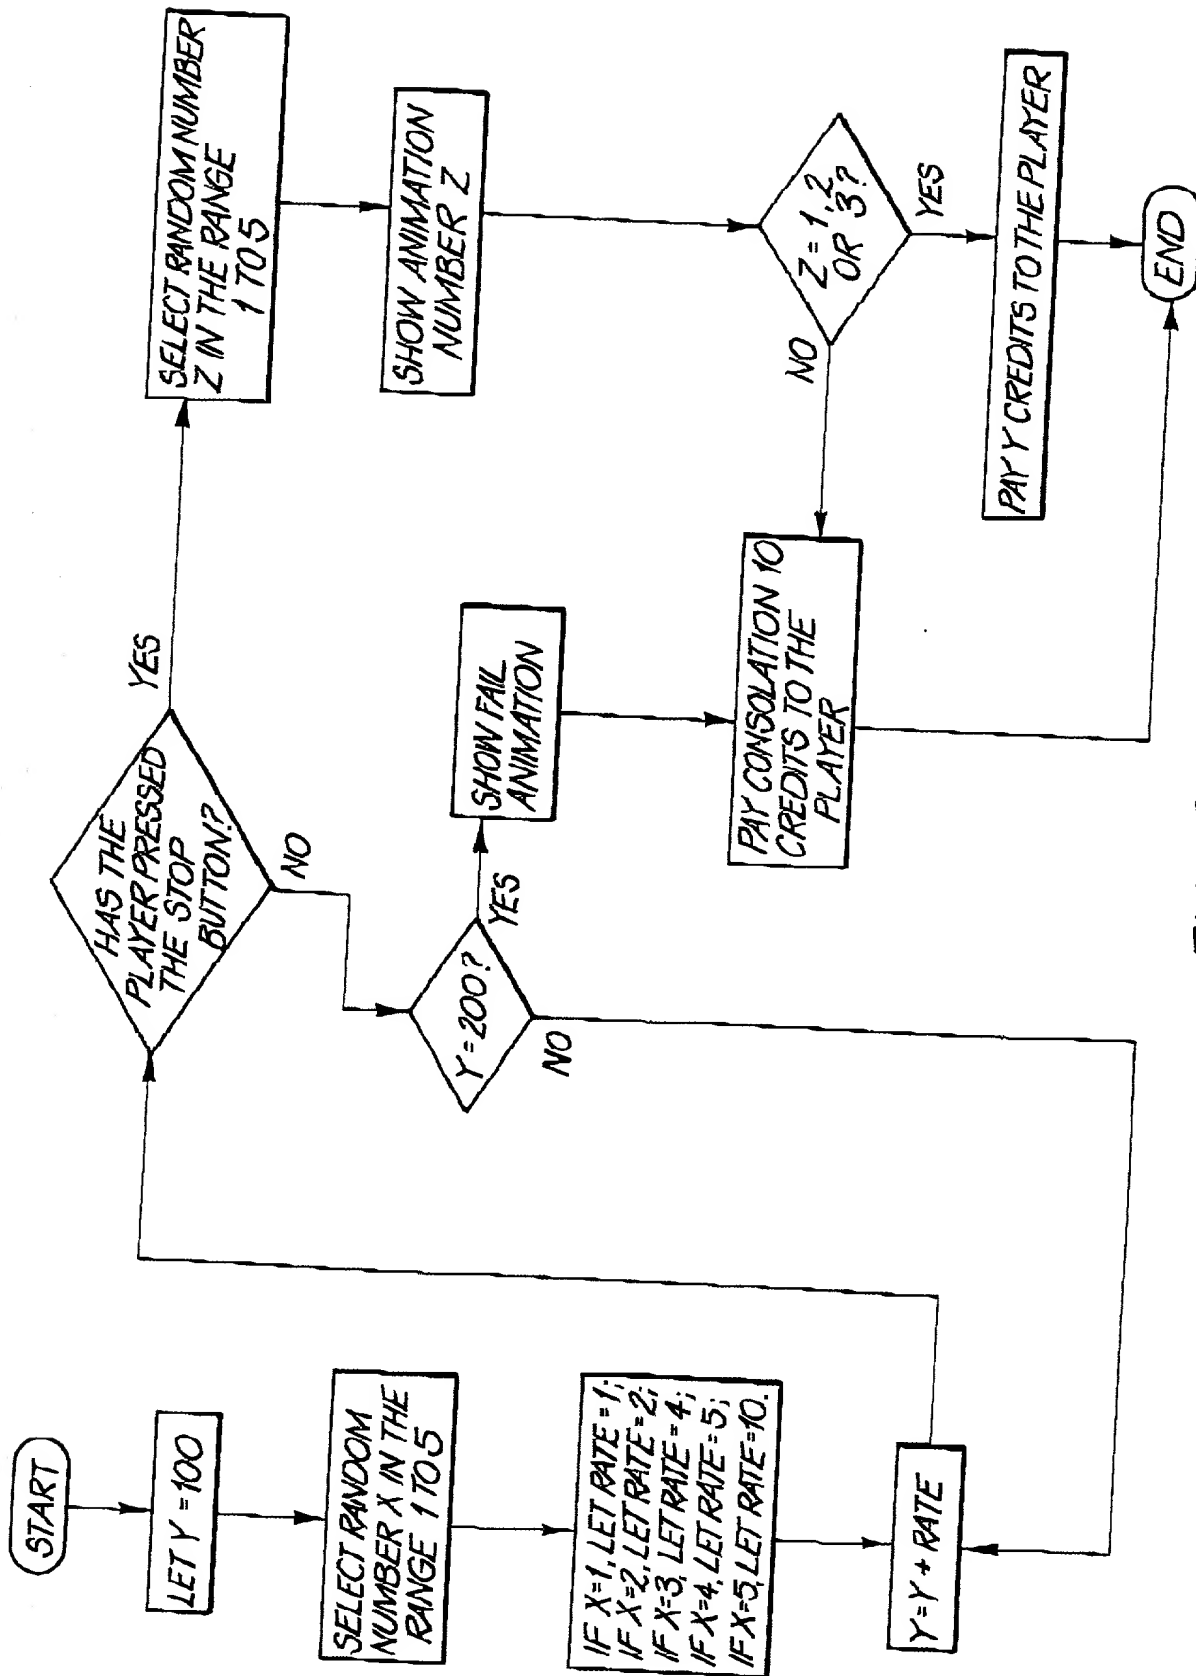 START
LET Y = 100
SELECT RANDOM
NUMBER X IN THE
RANGE 1 TO 5
IF X=1, LET RATE=1;
IF X=2, LET RATE=2;
IF X=3, LET RATE=4;
IF X=4, LET RATE=5;
IF X=5, LET RATE=10.
Y=Y+RATE
HAS THE
PLAYER PRESSED
THE STOP
BUTTON?
YES
NO
Y=200?
YES
NO
SHOW FAIL
ANIMATION
PAY CONSOLATION 10
CREDITS TO THE
PLAYER
SELECT RANDOM NUMBER
Z IN THE RANGE
1 TO 5
SHOW ANIMATION
NUMBER Z
Z = 1, 2
OR 3?
NO
YES
PAY Y CREDITS TO THE PLAYER
END